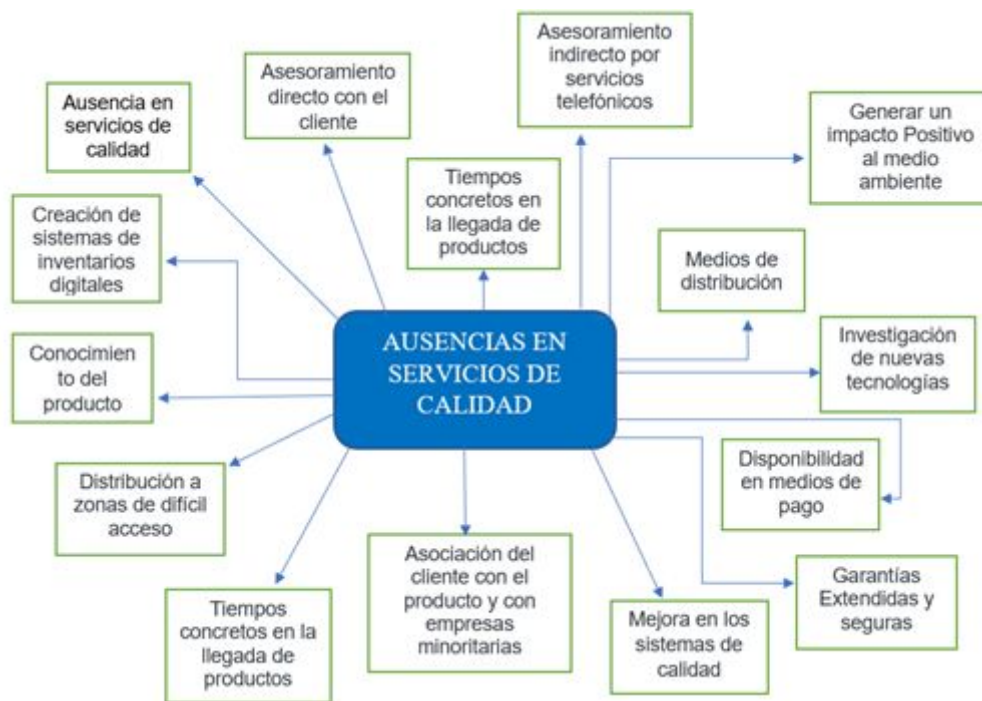 Asesoramiento
indirecto por
servicios
telefónicos
Asesoramiento
directo con el
cliente
Ausencia en
servicios de
calidad
Generar un
impacto Positivo
al medio
ambiente
Tiempos
concretos en
la llegada de
productos
Creación de
sistemas de
inventarios
digitales
Medios de
distribución
AUSENCIAS EN
SERVICIOS DE
CALIDAD
Investigación
de nuevas
tecnologías
Conocimien
to del
producto
Disponibilidad
en medios de
pago
Distribución a
zonas de difícil
acceso
Asociación del
cliente con el
producto y con
empresas
minoritarias
Garantías
Extendidas y
seguras
Tiempos
concretos en la
llegada de
productos
Mejora en los
sistemas de
calidad